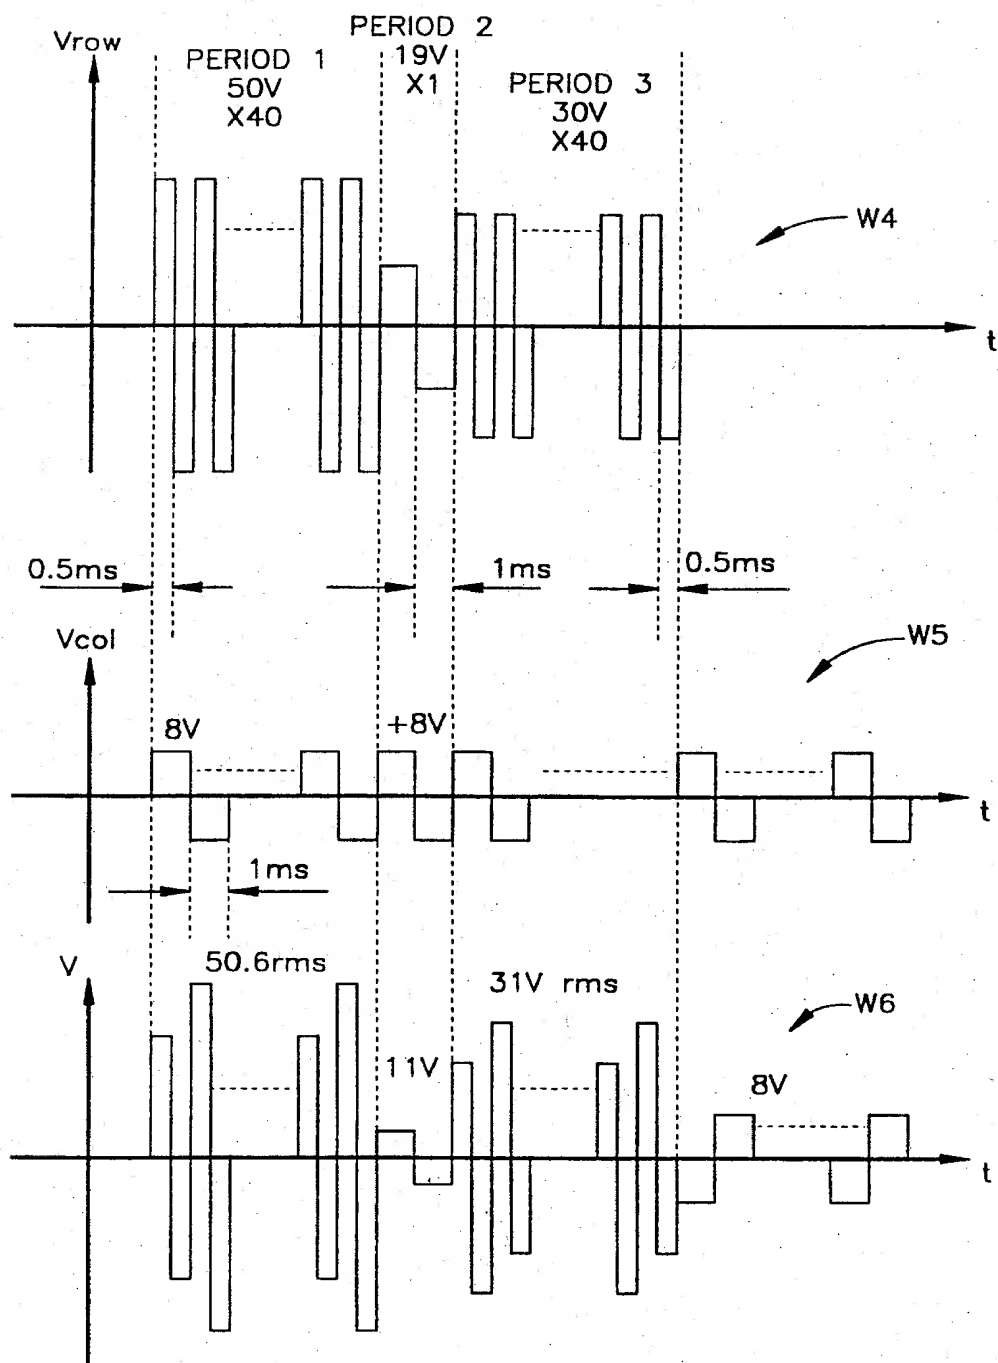 PERIOD 2
Vrow
PERIOD 1
19V
50V
X1
PERIOD 3
X40
30V
X40
W4
t
0.5ms
1ms
0.5ms
Vcol
W5
8V
+8V
t
1ms
V
50.6rms
31V rms
W6
11V
8V
t